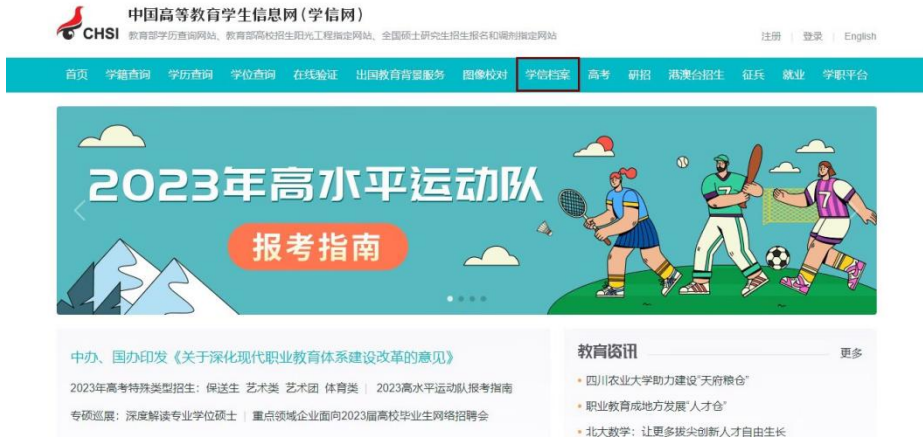 中国高等教育学生信息网(学信网)
CHSI 教育部学历查询网站、教育部高校招生阳光工程指定网站、全国硕士研究生招生报名和调剂指定网站
注册 | 登录 | English
首页 学籍查询 学历查询 学位查询 在线验证 出国教育背景服务 图像校对 学信档案 高考 研招 港澳台招生 征兵 就业 学职平台
2023年高水平运动队
报考指南
中办、国办印发《关于深化现代职业教育体系建设改革的意见》
2023年高考特殊类型招生:保送生 艺术类 艺术团 体育类 | 2023高水平运动队报考指南
专硕巡展:深度解读专业学位硕士 | 重点领域企业面向2023届高校毕业生网络招聘会
教育资讯 更多
四川农业大学助力建设“天府粮仓”
职业教育成地方发展“人才仓”
北大数学:让更多拔尖创新人才自由生长